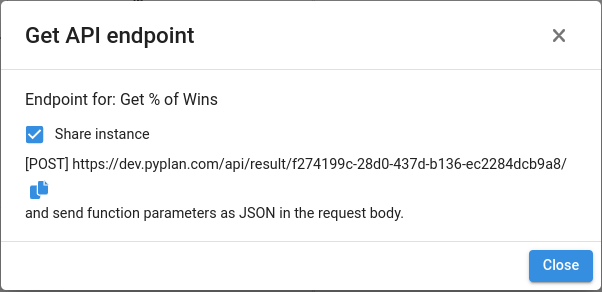 Get API endpoint
Endpoint for: Get % of Wins
Share instance
[POST] https://dev.pyplan.com/api/result/f274199c-28d0-437d-b136-ec2284dcb9a8/
and send function parameters as JSON in the request body.
Close